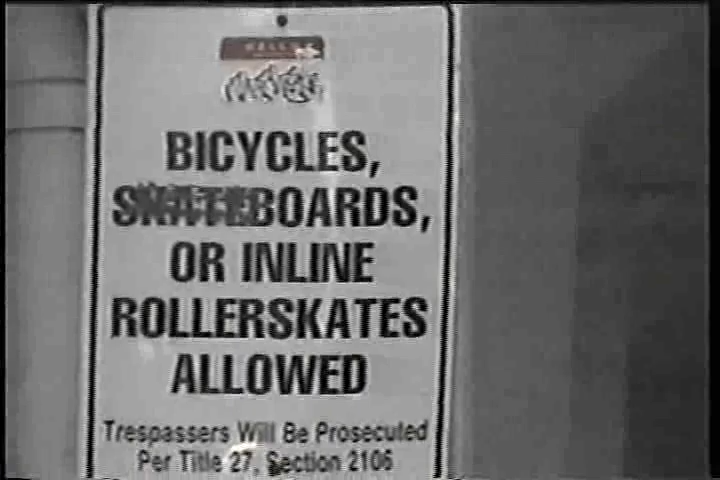 BICYCLES,
SKATEBOARDS,
OR INLINE
ROLLERSKATES
ALLOWED
Trespassers Will Be Prosecuted
Per Title 27, Section 2106